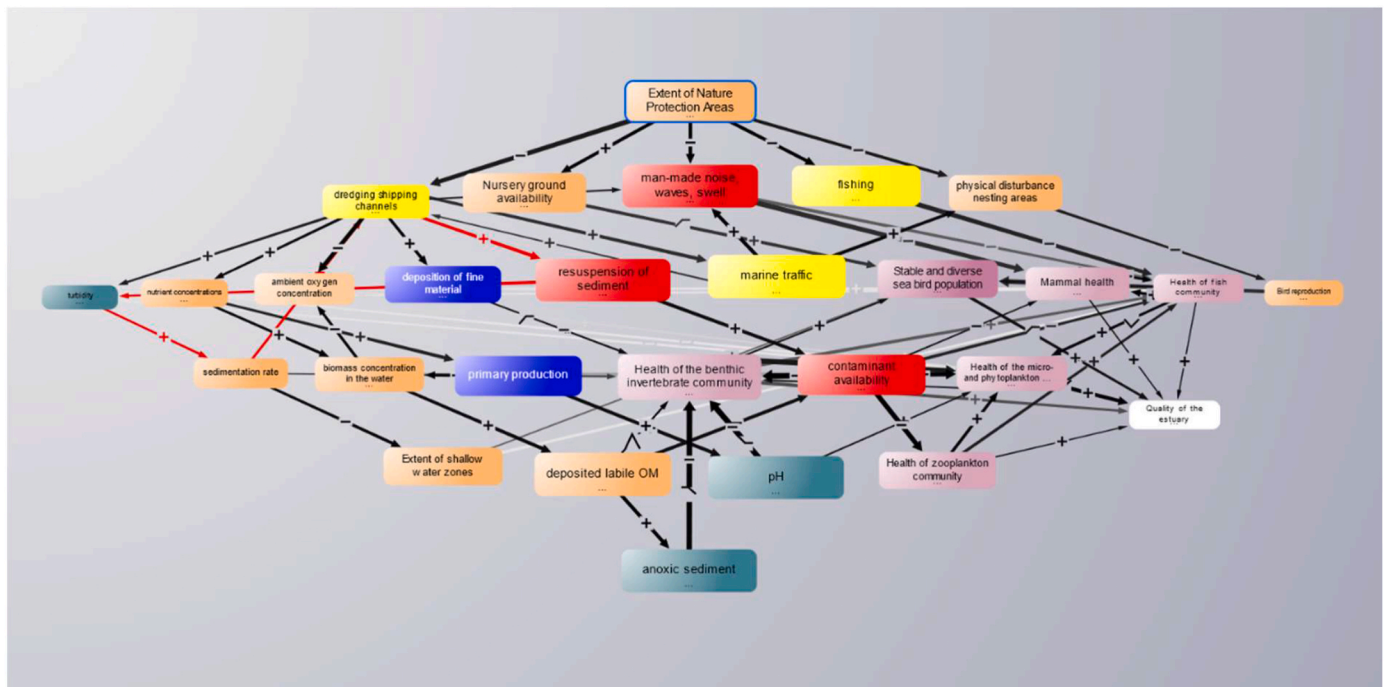 Extent of Nature
Protection Areas
...
dredging shipping
channels
...
Nursery ground
availability
...
man-made noise,
waves, swell
...
fishing
...
physical disturbance
nesting areas
...
turbidity
...
nutrient concentrations
...
ambient oxygen
concentration
deposition of fine
material
...
resuspension of
sediment
...
marine traffic
...
Stable and diverse
sea bird population
...
Mammal health
...
Health of fish
community
...
Bird reproduction
...
sedimentation rate
...
biomass concentration
in the water
...
primary production
...
Health of the benthic
invertebrate community
...
contaminant
availability
...
Health of the micro-
and phytoplankton ...
...
Quality of the
estuary
...
Extent of shallow
water zones
...
deposited labile OM
...
pH
...
Health of zooplankton
community
...
anoxic sediment
...